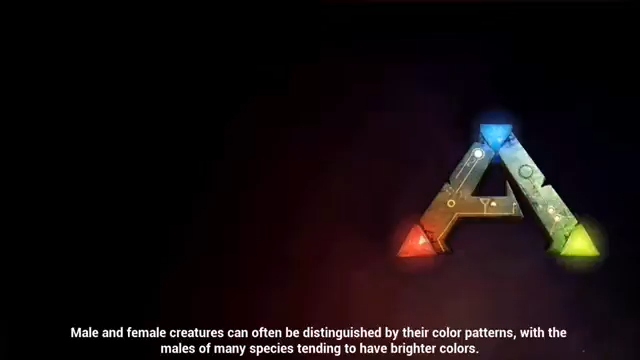 Male and female creatures can often be distinguished by their color patterns, with the
males of many species tending to have brighter colors.